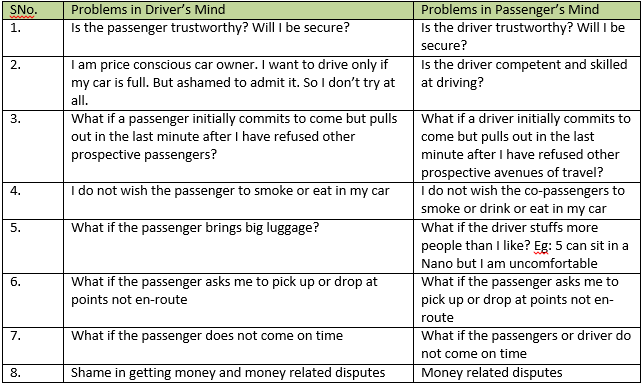 SNo. Problems in Driver's Mind Problems in Passenger's Mind
1. Is the passenger trustworthy? Will I be secure? Is the driver trustworthy? Will I be
secure?
2. I am price conscious car owner. I want to drive only if
my car is full. But ashamed to admit it. So I don't try at
all.
Is the driver competent and skilled
at driving?
3. What if a passenger initially commits to come but pulls
out in the last minute after I have refused other
prospective passengers?
What if a driver initially commits to
come but pulls out in the last
minute after I have refused other
prospective avenues of travel?
4. I do not wish the passenger to smoke or eat in my car
I do not wish the co-passengers to
smoke or drink or eat in my car
5. What if the passenger brings big luggage?
What if the driver stuffs more
people than I like? Eg: 5 can sit in a
Nano but I am uncomfortable
6. What if the passenger asks me to pick up or drop at
points not en-route
What if the passenger asks me to
pick up or drop at points not en-
route
7. What if the passenger does not come on time
What if the passengers or driver do
not come on time
8. Shame in getting money and money related disputes Money related disputes